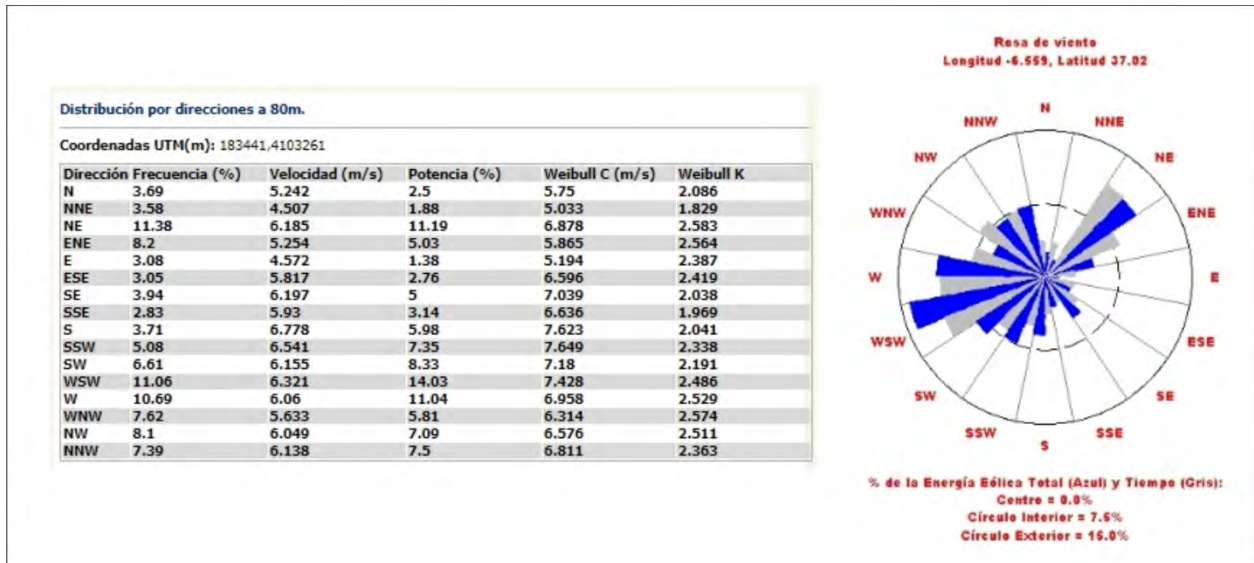 Distribución por direcciones a 80m.
Coordenadas UTM(m): 183441,4103261
Dirección Frecuencia (%) Velocidad (m/s) Potencia (%) Weibull C (m/s) Weibull K
N 3.69 5.242 2.5 5.75 2.086
NNE 3.58 4.507 1.88 5.033 1.829
NE 11.38 6.185 11.19 6.878 2.583
ENE 8.2 5.254 5.03 5.865 2.564
E 3.08 4.572 1.38 5.194 2.387
ESE 3.05 5.817 2.76 6.596 2.419
SE 3.94 6.197 5 7.039 2.038
SSE 2.83 5.93 3.14 6.636 1.969
S 3.71 6.778 5.98 7.623 2.041
SSW 5.08 6.541 7.35 7.649 2.338
SW 6.61 6.155 8.33 7.18 2.191
WSW 11.06 6.321 14.03 7.428 2.486
W 10.69 6.06 11.04 6.958 2.529
WNW 7.62 5.633 5.81 6.314 2.574
NW 8.1 6.049 7.09 6.576 2.511
NNW 7.39 6.138 7.5 6.811 2.363
Rosa de viento
Longitud -6.559, Latitud 37.02
N
NNW NNE
NW NE
WNW ENE
W E
WSW ESE
SW SE
SSW SSE
S
% de la Energía Eólica Total (Azul) y Tiempo (Gris):
Centro = 0.0%
Círculo Interior = 7.5%
Círculo Exterior = 15.0%